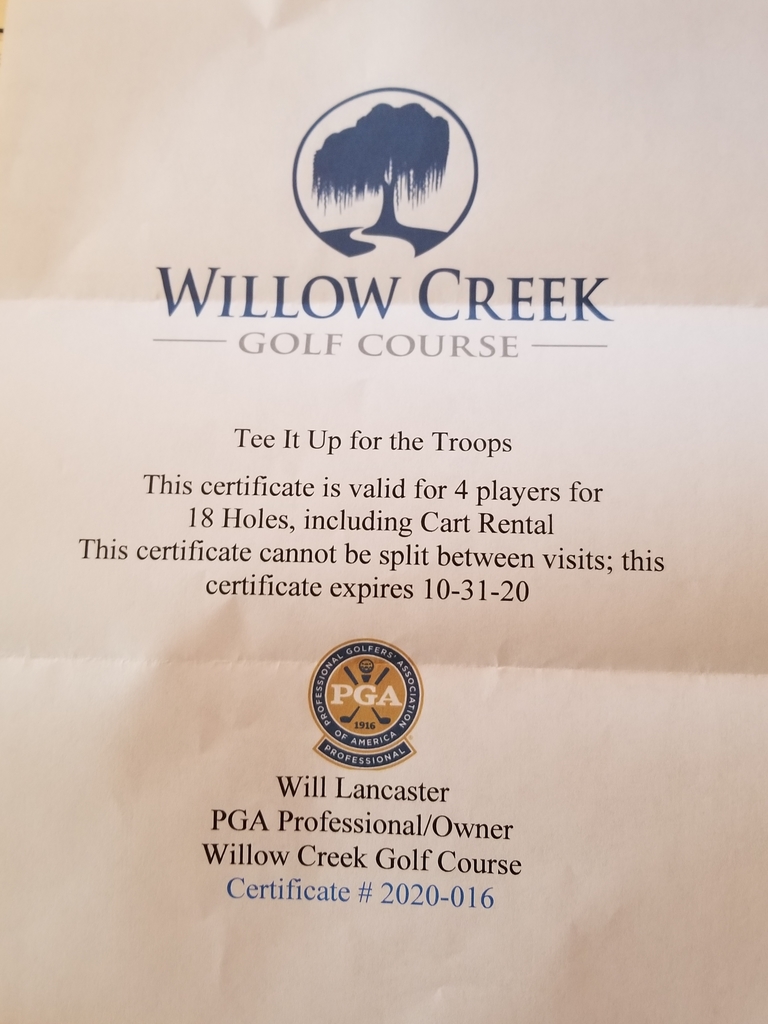 WILLOW CREEK
GOLF COURSE
Tee It Up for the Troops
This certificate is valid for 4 players for
18 Holes, including Cart Rental
This certificate cannot be split between visits; this
certificate expires 10-31-20
PROFESSIONAL GOLFERS' ASSOCIATION
PGA
1916
OF AMERICA
PROFESSIONAL
Will Lancaster
PGA Professional/Owner
Willow Creek Golf Course
Certificate # 2020-016